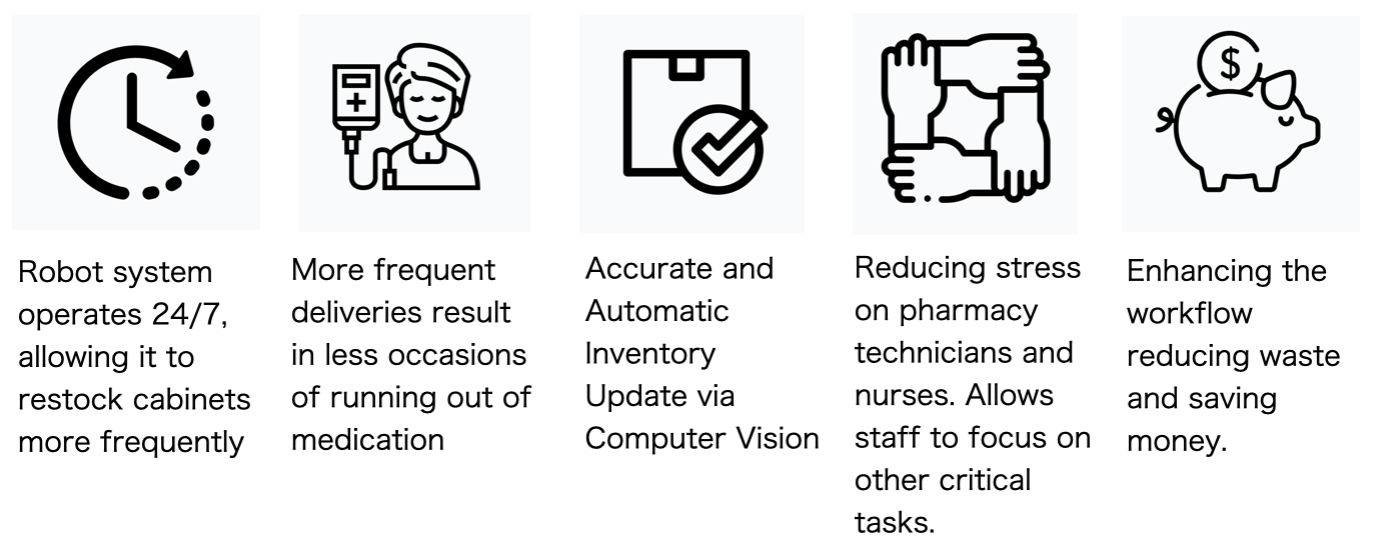 $
Robot system
operates 24/7,
allowing it to
restock cabinets
more frequently
More frequent
deliveries result
in less occasions
of running out of
medication
Accurate and
Automatic
Inventory
Update via
Computer Vision
Reducing stress
on pharmacy
technicians and
nurses. Allows
staff to focus on
other critical
tasks.
Enhancing the
workflow
reducing waste
and saving
money.